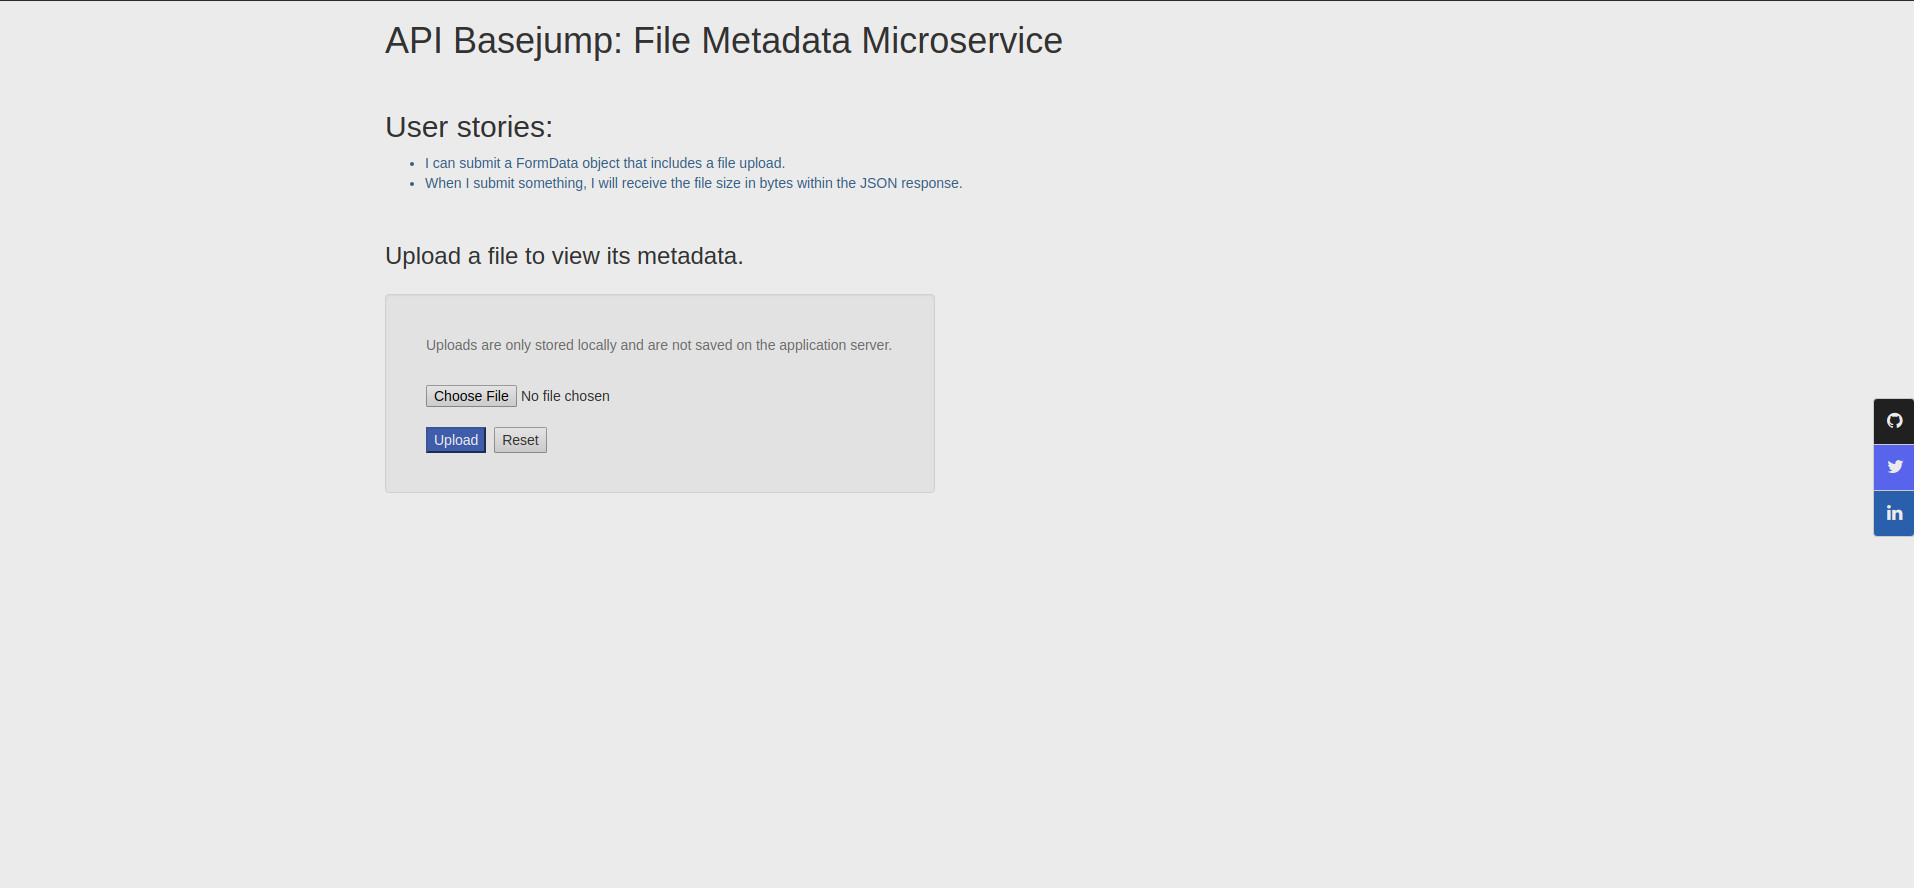 API Basejump: File Metadata Microservice
User stories:
I can submit a FormData object that includes a file upload.
When I submit something, I will receive the file size in bytes within the JSON response.
Upload a file to view its metadata.
Uploads are only stored locally and are not saved on the application server.
Choose File No file chosen
Upload Reset
in